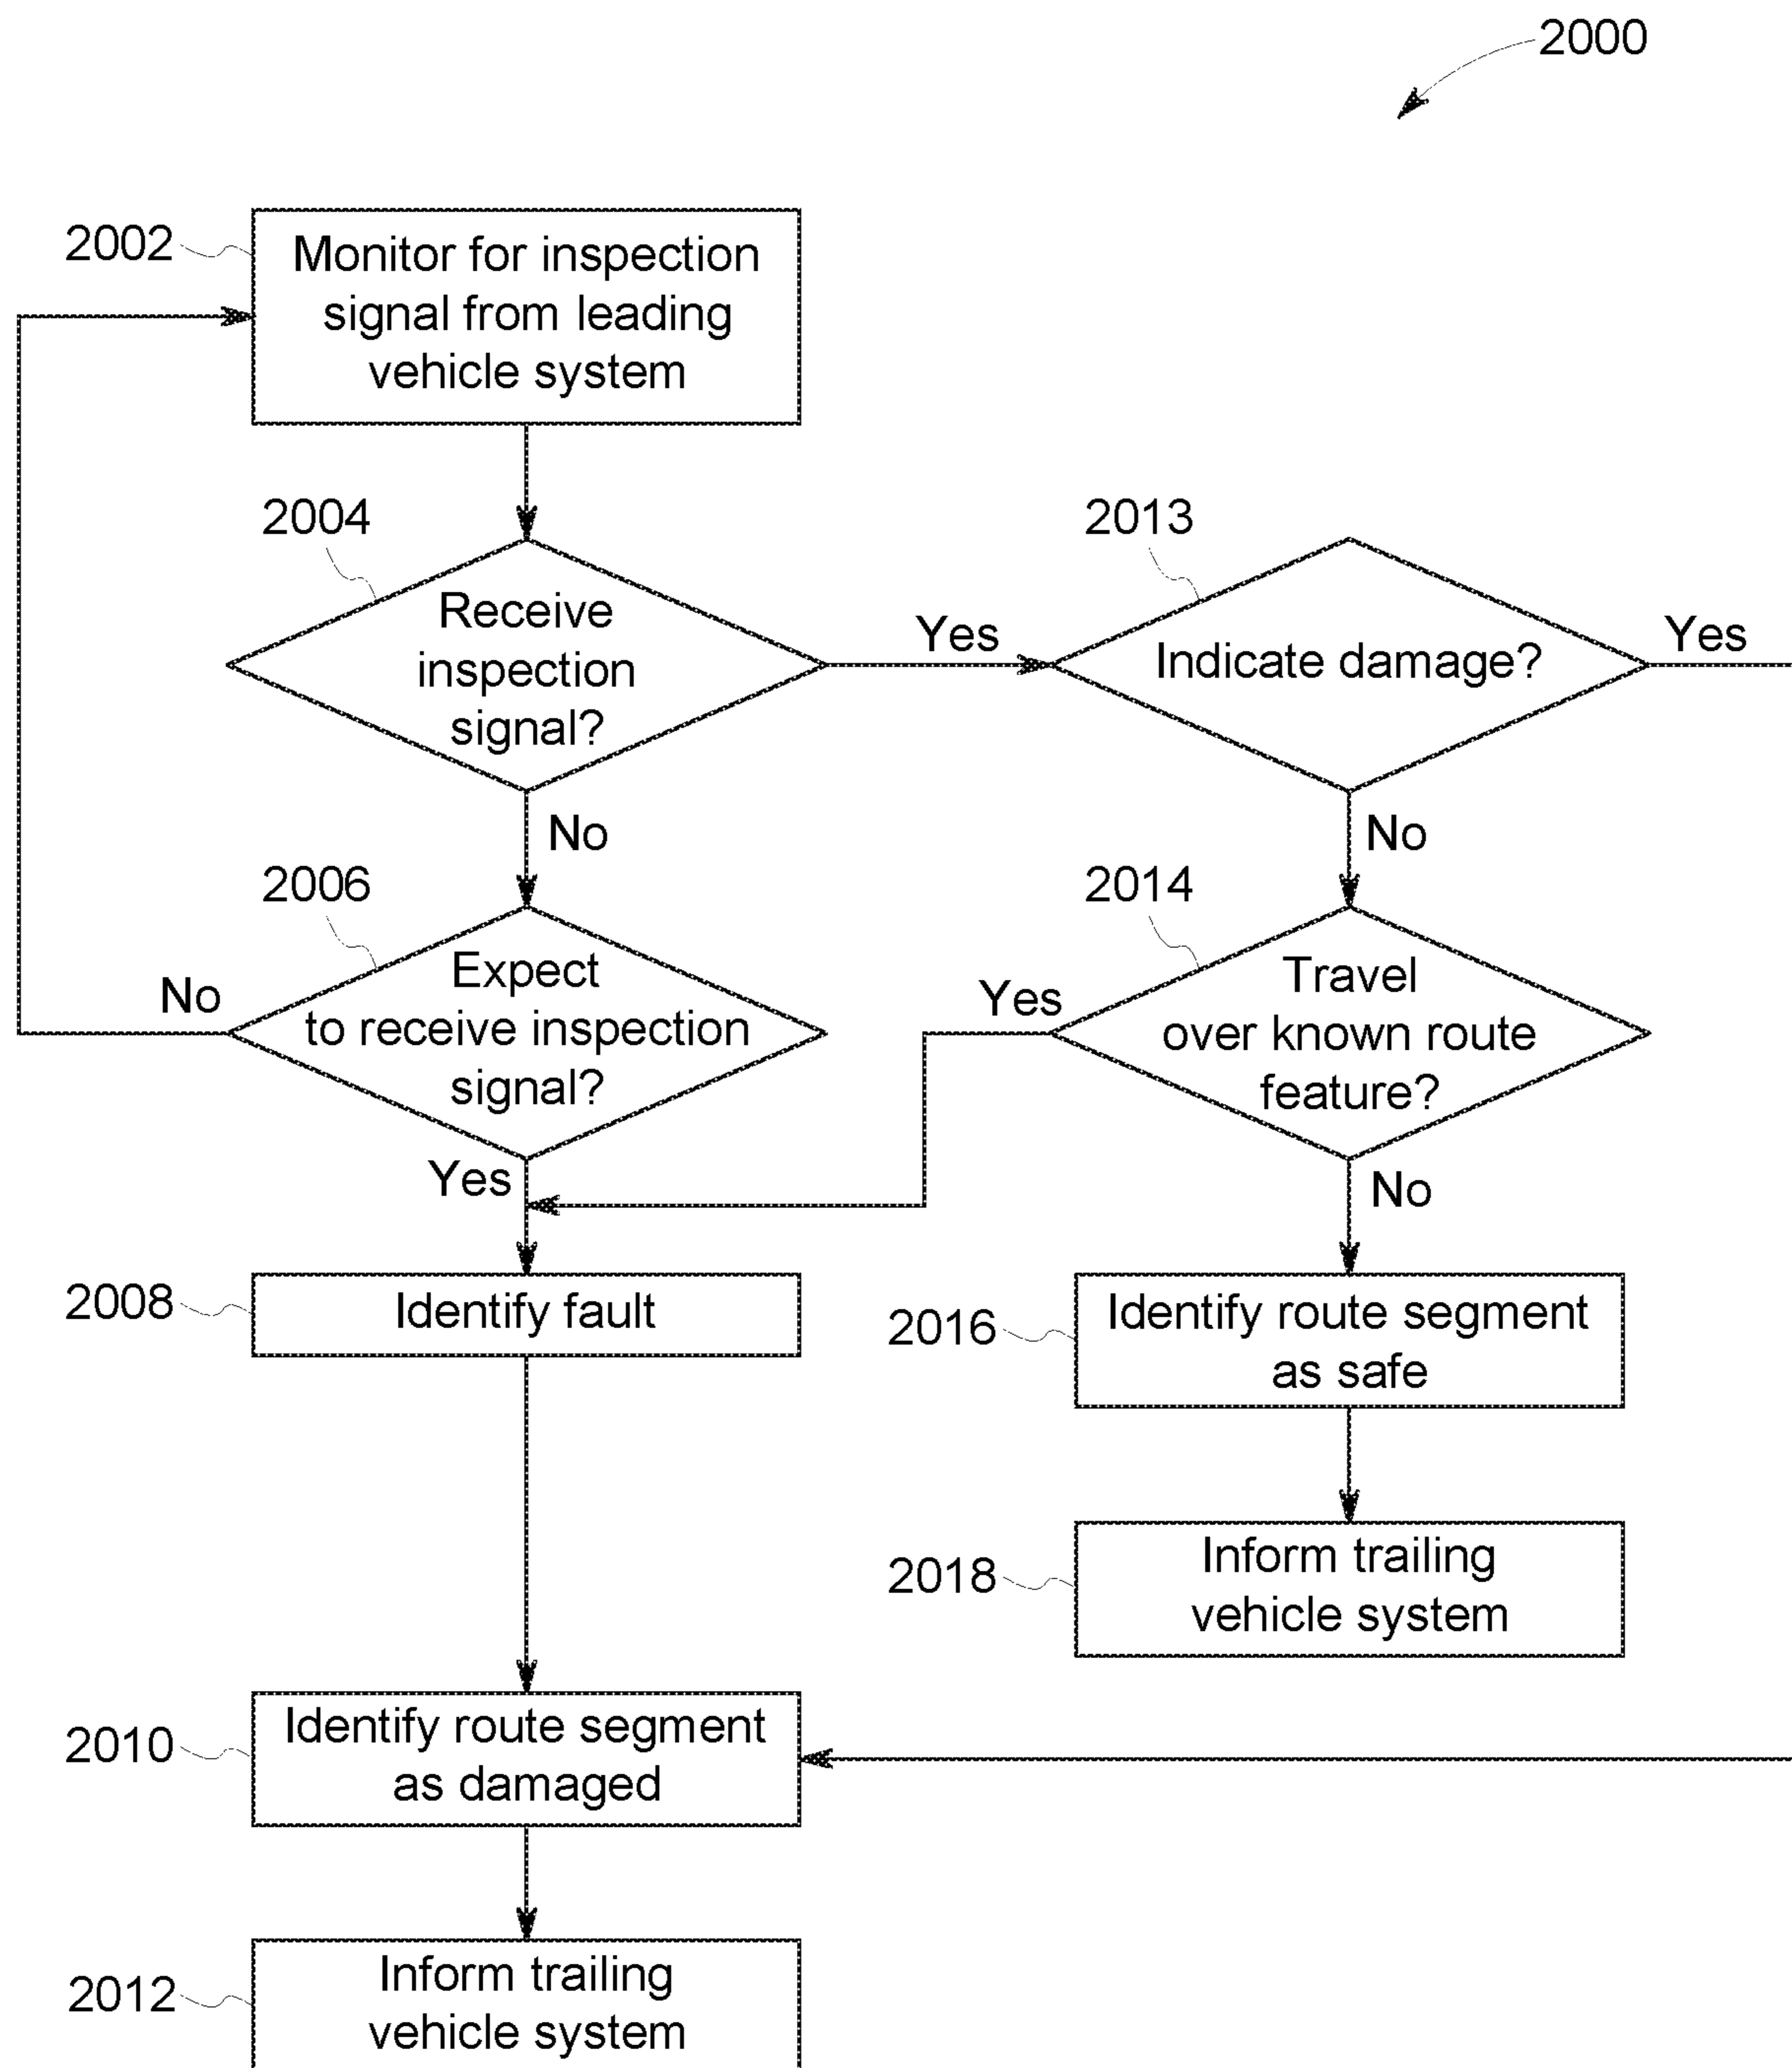 2000
2002
Monitor for inspection
signal from leading
vehicle system
2004
Receive
inspection
signal?
Yes
2013
Indicate damage?
Yes
No
No
2006
Expect
to receive inspection
signal?
No
Yes
2014
Travel
over known route
feature?
Yes
No
2008
Identify fault
2016
Identify route segment
as safe
2018
Inform trailing
vehicle system
2010
Identify route segment
as damaged
2012
Inform trailing
vehicle system